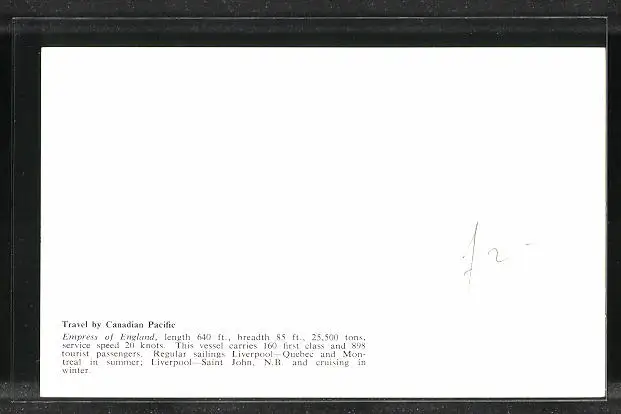 ƒ 2 -
Travel by Canadian Pacific
Empress of England, length 640 ft., breadth 85 ft., 25,500 tons,
service speed 20 knots. This vessel carries 160 first class and 898
tourist passengers. Regular sailings Liverpool—Quebec and Mon-
treal in summer; Liverpool—Saint John, N.B. and cruising in
winter.